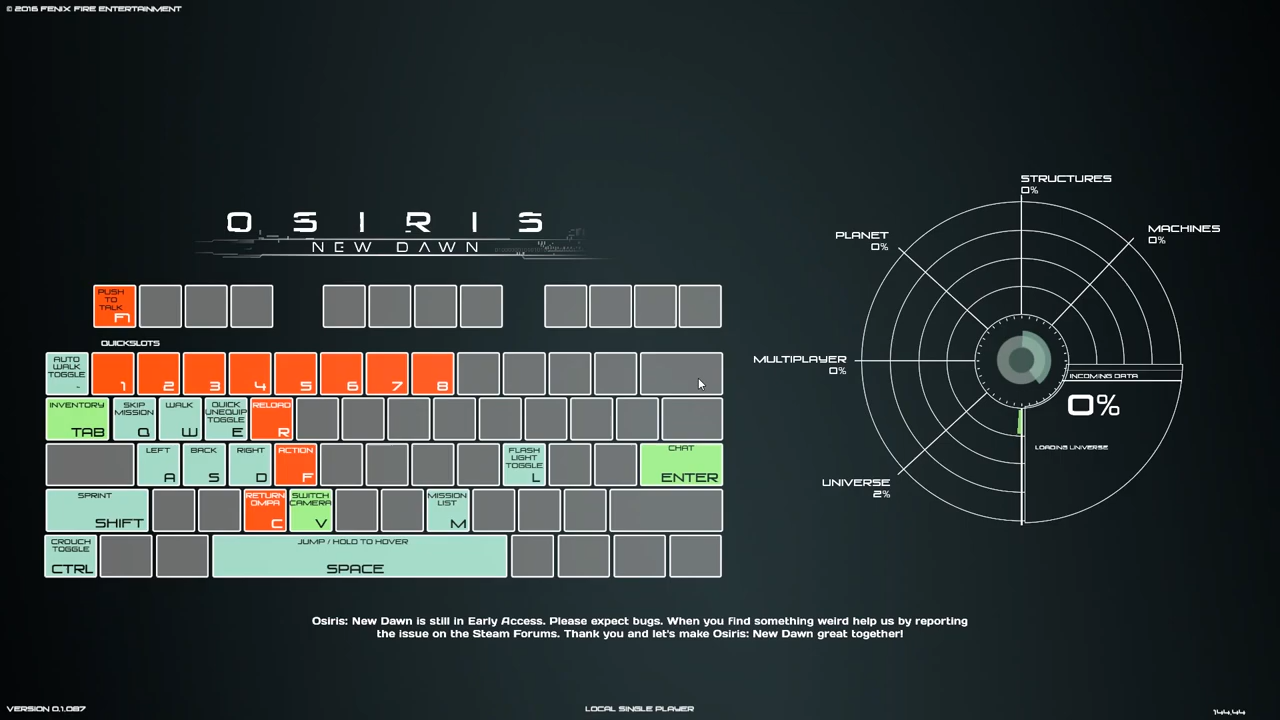 © 2016 FENIX FIRE ENTERTAINMENT
STRUCTURES
0%
MACHINES
0%
PLANET
0%
OSIRIS
NEW DAWN
PUSH
TO
TALK
F1
QUICKSLOTS
AUTO
WALK
TOGGLE
~
1
2
3
4
5
6
7
8
MULTIPLAYER
0%
INCOMING DATA
0%
INVENTORY
TAB
SKIP
MISSION
Q
WALK
W
QUICK
UNEQUIP
TOGGLE
E
RELOAD
R
LEFT
A
BACK
S
RIGHT
D
ACTION
F
FLASH
LIGHT
TOGGLE
L
CHAT
ENTER
LOADING UNIVERSE
UNIVERSE
2%
SPRINT
SHIFT
RETURN
OMPA
C
SWITCH
CAMERA
V
MISSION
LIST
M
CROUCH
TOGGLE
CTRL
JUMP / HOLD TO HOVER
SPACE
Osiris: New Dawn is still in Early Access. Please expect bugs. When you find something weird help us by reporting
the issue on the Steam Forums. Thank you and let's make Osiris: New Dawn great together!
VERSION 0.1.087
LOCAL SINGLE PLAYER
144.44